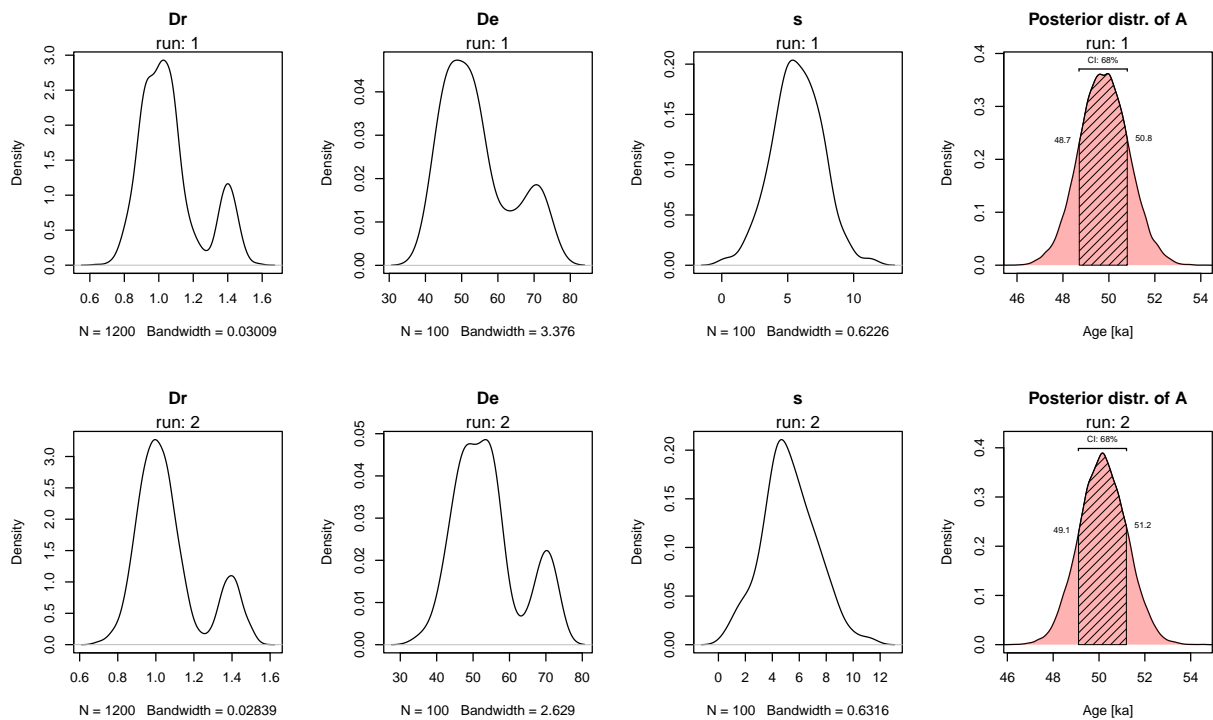 Dr
run: 1
Density
0.0 0.5 1.0 1.5 2.0 2.5 3.0
0.6 0.8 1.0 1.2 1.4 1.6
N = 1200 Bandwidth = 0.03009
De
run: 1
Density
0.00 0.01 0.02 0.03 0.04
30 40 50 60 70 80
N = 100 Bandwidth = 3.376
s
run: 1
Density
0.00 0.05 0.10 0.15 0.20
0 5 10
N = 100 Bandwidth = 0.6226
Posterior distr. of A
run: 1
CI: 68%
48.7 50.8
Density
0.0 0.1 0.2 0.3 0.4
46 48 50 52 54
Age [ka]
Dr
run: 2
Density
0.0 0.5 1.0 1.5 2.0 2.5 3.0
0.6 0.8 1.0 1.2 1.4 1.6
N = 1200 Bandwidth = 0.02839
De
run: 2
Density
0.00 0.01 0.02 0.03 0.04 0.05
30 40 50 60 70 80
N = 100 Bandwidth = 2.629
s
run: 2
Density
0.00 0.05 0.10 0.15 0.20
0 2 4 6 8 10 12
N = 100 Bandwidth = 0.6316
Posterior distr. of A
run: 2
CI: 68%
49.1 51.2
Density
0.0 0.1 0.2 0.3 0.4
46 48 50 52 54
Age [ka]